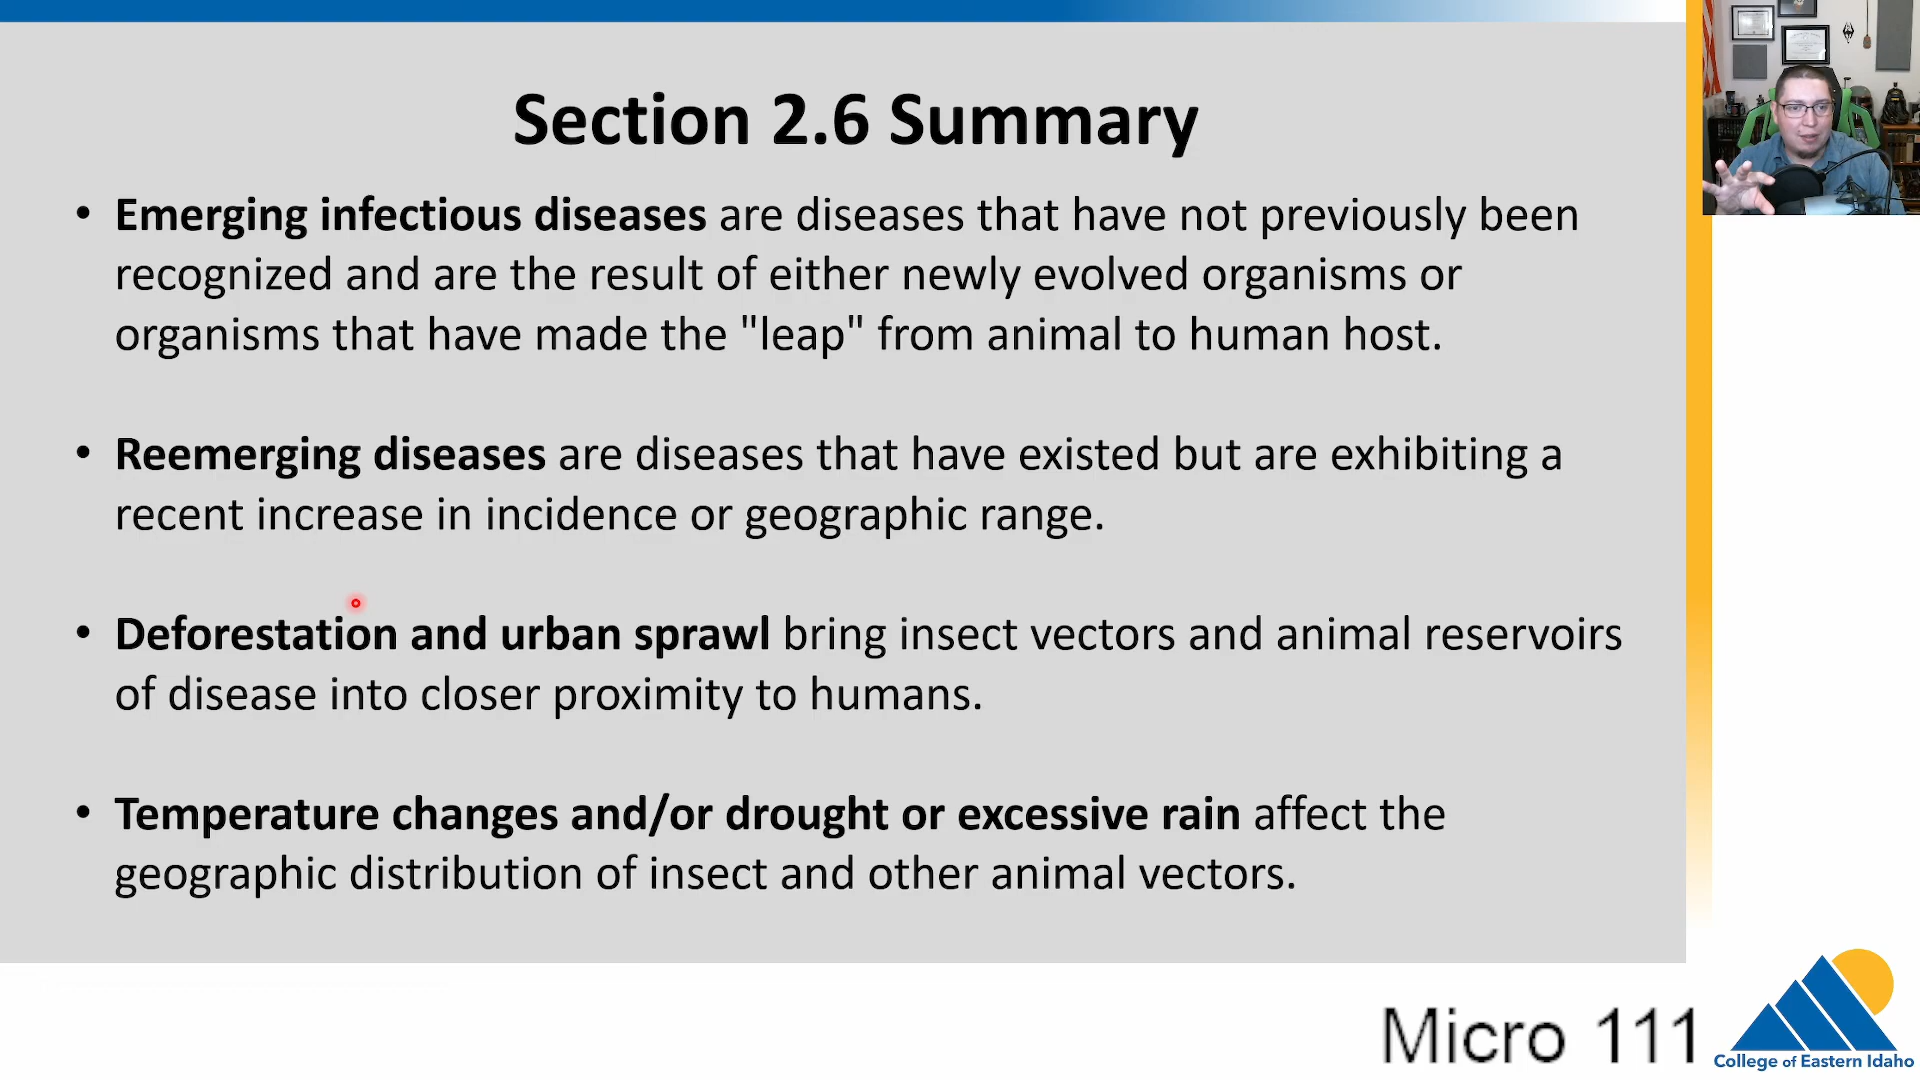 Section 2.6 Summary
• Emerging infectious diseases are diseases that have not previously been
recognized and are the result of either newly evolved organisms or
organisms that have made the "leap" from animal to human host.
• Reemerging diseases are diseases that have existed but are exhibiting a
recent increase in incidence or geographic range.
• Deforestation and urban sprawl bring insect vectors and animal reservoirs
of disease into closer proximity to humans.
• Temperature changes and/or drought or excessive rain affect the
geographic distribution of insect and other animal vectors.
Micro 111
College of Eastern Idaho